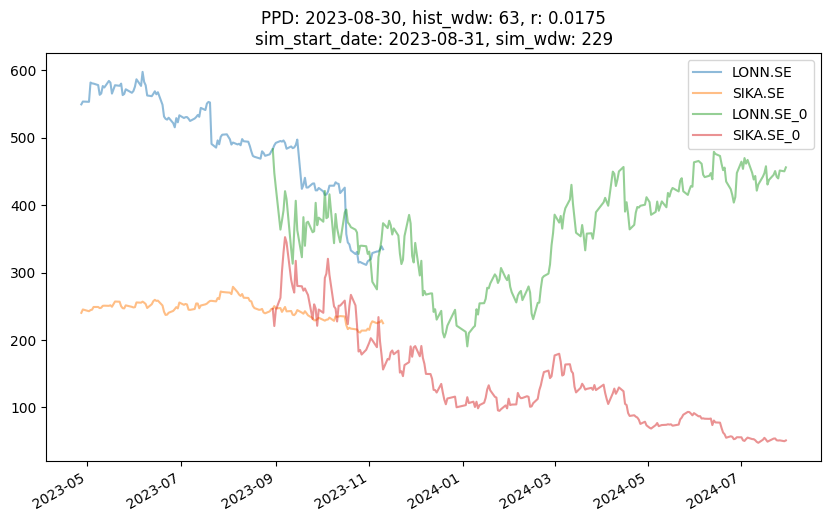 PPD: 2023-08-30, hist_wdw: 63, r: 0.0175
sim_start_date: 2023-08-31, sim_wdw: 229
LONN.SE
SIKA.SE
LONN.SE_0
SIKA.SE_0
600
500
400
300
200
100
2023-05
2023-07
2023-09
2023-11
2024-01
2024-03
2024-05
2024-07